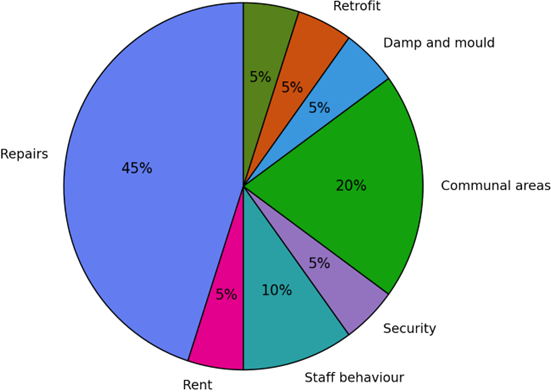 Retrofit
Damp and mould
5%
5%
5%
Repairs
45%
20%
Communal areas
5%
5%
10%
Security
Rent
Staff behaviour